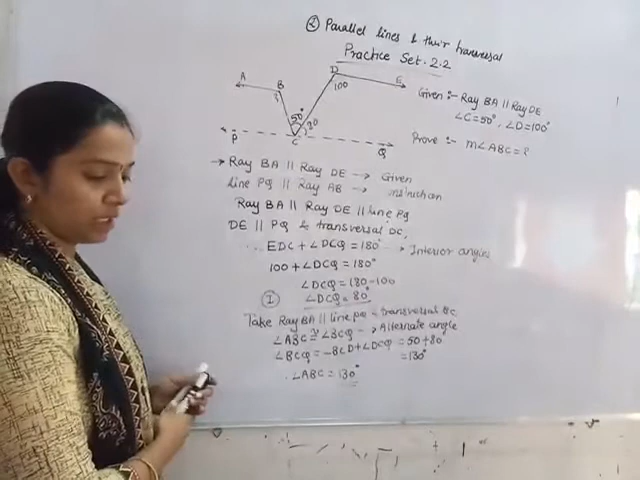 ② Parallel lines & their transversal
Practice Set. 2.2
A
B
D
E
100
50°
80
P
C
Q
Given :- Ray BA || Ray DE
∠C=50°, ∠D=100°
Prove :- m∠ABC = ?
→ Ray BA || Ray DE → Given
Line PQ || Ray AB →
Ray BA || Ray DE || line PQ
DE || PQ & transversal DC,
∴ EDC + ∠DCQ = 180° → Interior angles
100 + ∠DCQ = 180°
∠DCQ = 180 - 100
① ∠DCQ = 80°
Take Ray BA || line PQ - transversal BC
∠ABC ≅ ∠BCQ → Alternate angle
∠BCQ = -BCD + ∠DCQ = 50+80
= 130°
∴ ∠ABC = 130°